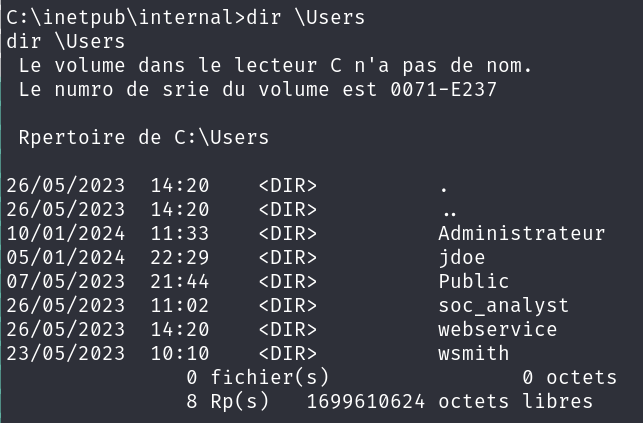 C:\inetpub\internal>dir \Users
dir \Users
 Le volume dans le lecteur C n'a pas de nom.
 Le numro de srie du volume est 0071-E237

 Rpertoire de C:\Users

26/05/2023  14:20    <DIR>          .
26/05/2023  14:20    <DIR>          ..
10/01/2024  11:33    <DIR>          Administrateur
05/01/2024  22:29    <DIR>          jdoe
07/05/2023  21:44    <DIR>          Public
26/05/2023  11:02    <DIR>          soc_analyst
26/05/2023  14:20    <DIR>          webservice
23/05/2023  10:10    <DIR>          wsmith
               0 fichier(s)                0 octets
               8 Rp(s)   1699610624 octets libres